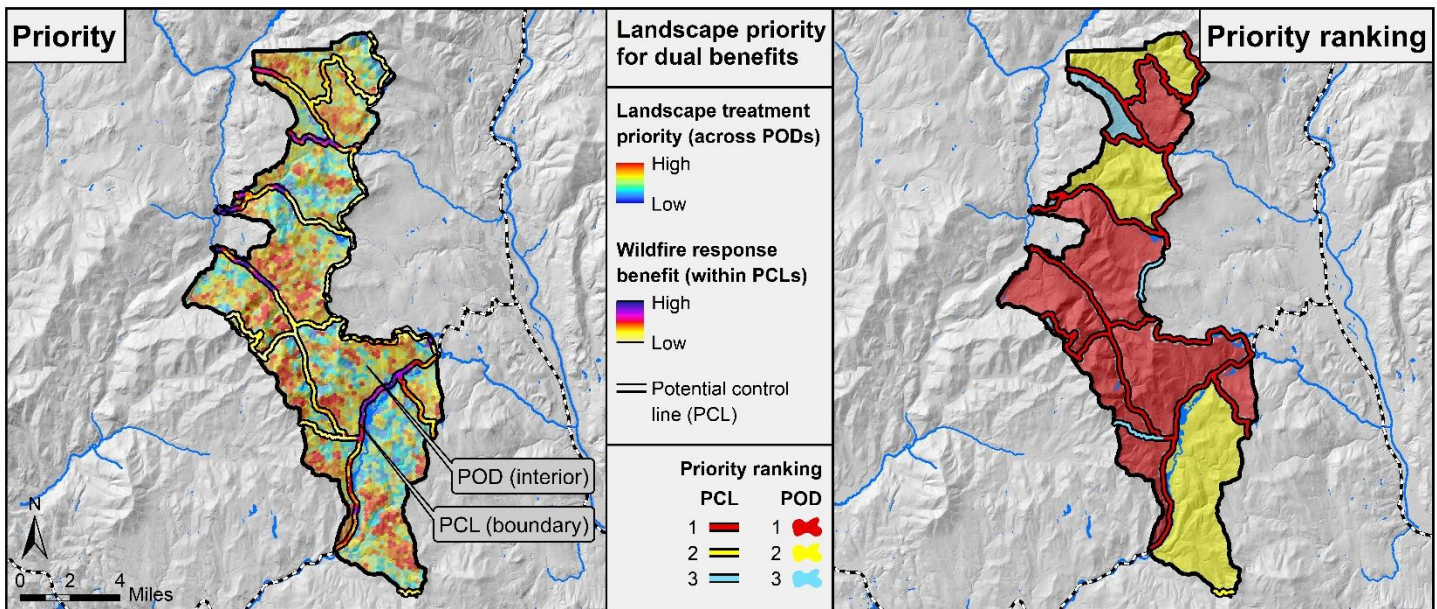 Priority
POD (interior)
PCL (boundary)
N
0 2 4
Miles
Landscape priority
for dual benefits
Landscape treatment
priority (across PODs)
High
Low
Wildfire response
benefit (within PCLs)
High
Low
Potential control
line (PCL)
Priority ranking
PCL POD
1 1
2 2
3 3
Priority ranking